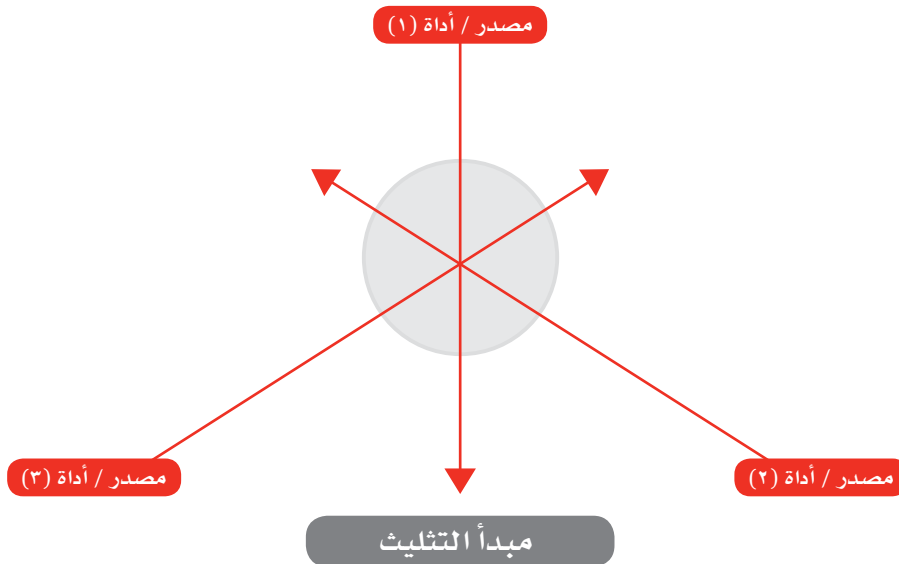 مصدر / أداة (١)
مصدر / أداة (٢)
مصدر / أداة (٣)
مبدأ التثليث